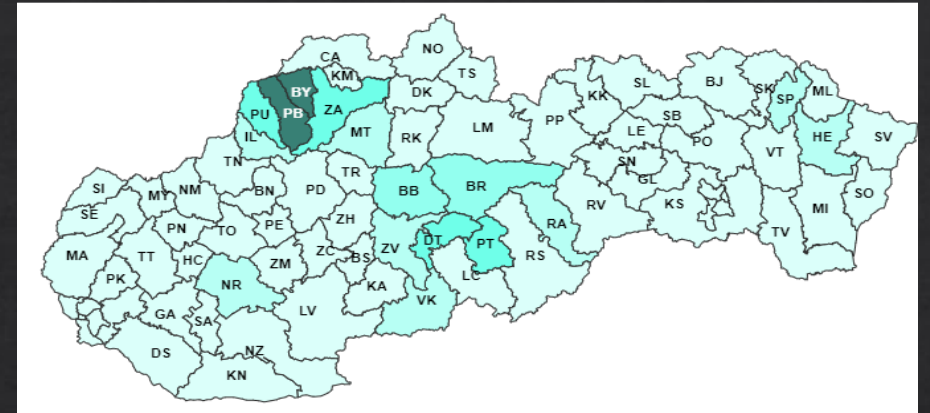 NO
CA
KM
TS
BY
DK
KK
SL
BJ
SK
SP
ML
PU
PB
ZA
IL
MT
RK
LM
PP
SB
LE
PO
HE
SV
VT
TN
SN
GL
TR
SI
MY
NM
BN
PD
BB
BR
RV
KS
MI
SO
SE
PN
TO
PE
ZH
RA
TV
MA
TT
HC
ZM
ZC
BS
ZV
DT
PT
RS
PK
NR
KA
LC
VK
GA
SA
LV
DS
NZ
KN